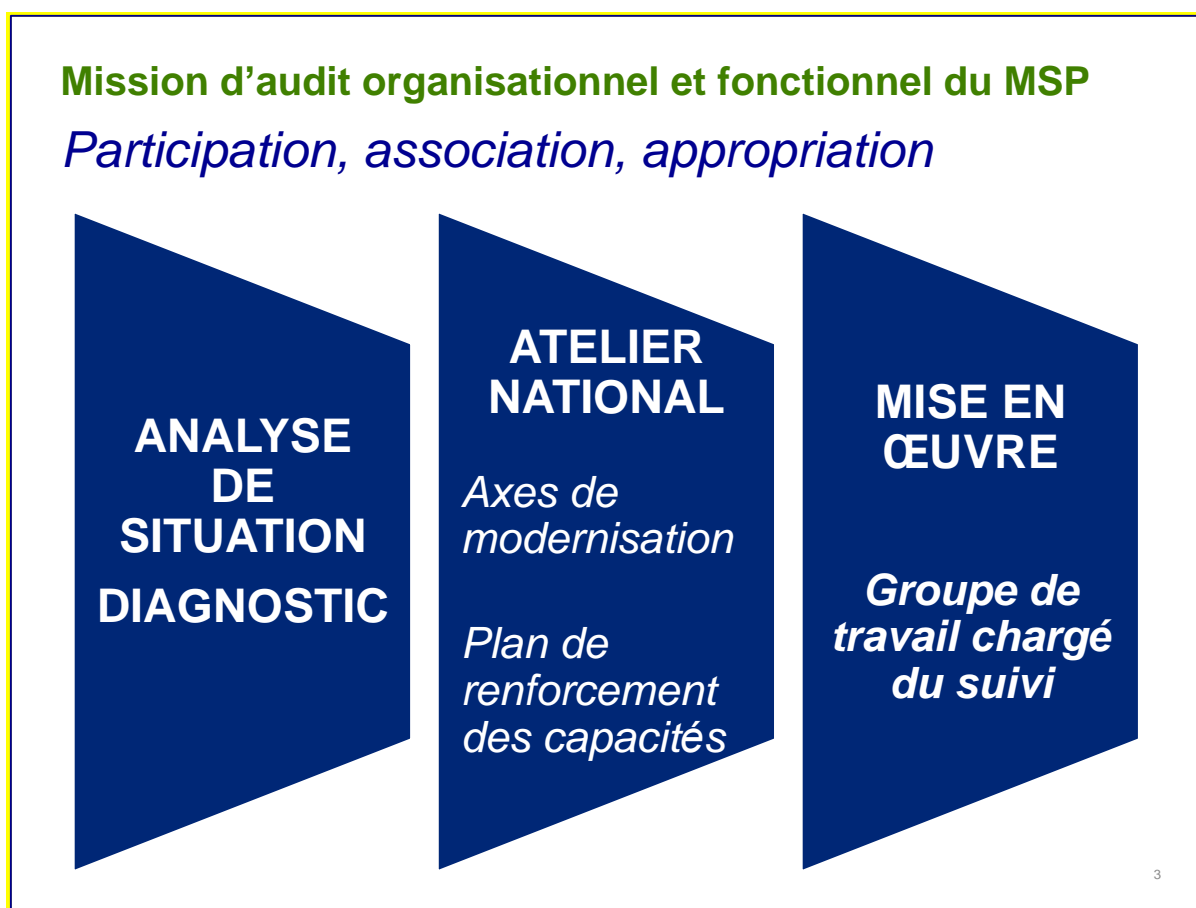 Mission d'audit organisationnel et fonctionnel du MSP
Participation, association, appropriation
ANALYSE
DE
SITUATION
DIAGNOSTIC
ATELIER
NATIONAL
Axes de
modernisation
Plan de
renforcement
des capacités
MISE EN
ŒUVRE
Groupe de
travail chargé
du suivi
3